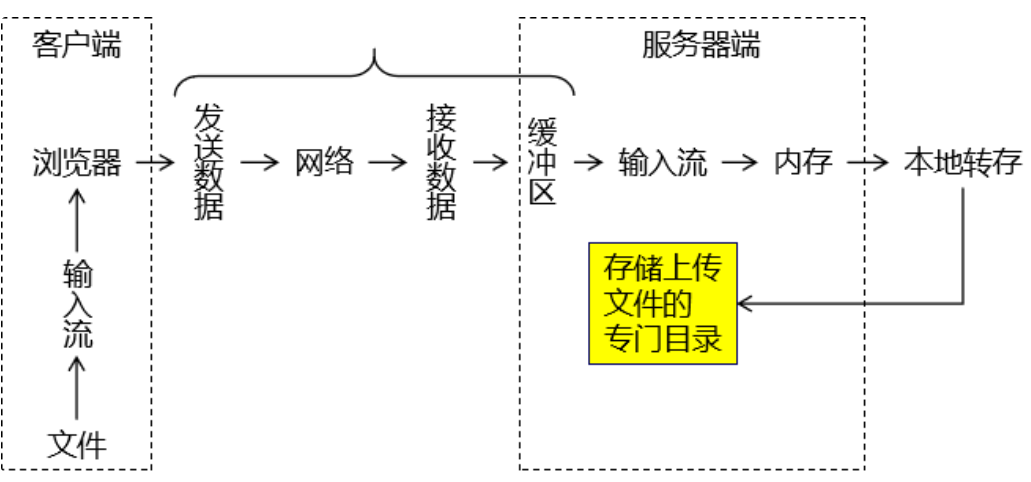 客户端
服务器端
浏览器
发送数据
网络
接收数据
缓冲区
输入流
内存
本地转存
输入流
文件
存储上传
文件的
专门目录